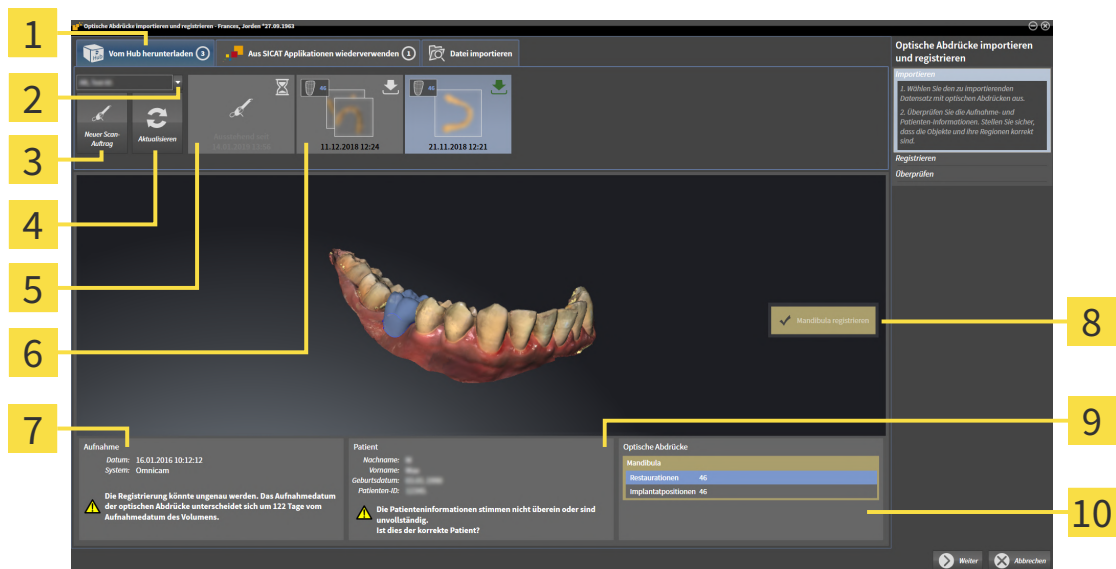 Optische Abdrücke importieren und registrieren - Frances, Jorden *27.09.1963
1
Vom Hub herunterladen 3
Aus SICAT Applikationen wiederverwenden 1
Datei importieren
2
Neuer Scan-
Auftrag
Aktualisieren
11.12.2018 12:24
46
21.11.2018 12:21
46
3
4
5
6
Optische Abdrücke importieren
und registrieren
Importieren
1. Wählen Sie den zu importierenden
Datensatz mit optischen Abdrücken aus.
2. Überprüfen Sie die Aufnahme- und
Patienten-Informationen. Stellen Sie sicher,
dass die Objekte und ihre Regionen korrekt
sind.
Registrieren
Überprüfen
Mandibula registrieren
8
7
Aufnahme
Datum: 16.01.2016 10:12:12
System: Omnicam
Die Registrierung könnte ungenau werden. Das Aufnahmedatum
der optischen Abdrücke unterscheidet sich um 122 Tage vom
Aufnahmedatum des Volumens.
Patient
Nachname:
Vorname:
Geburtsdatum:
Patienten-ID:
Die Patienteninformationen stimmen nicht überein oder sind
unvollständig.
Ist dies der korrekte Patient?
9
Optische Abdrücke
Mandibula
Restaurationen 46
Implantatpositionen 46
10
Weiter
Abbrechen